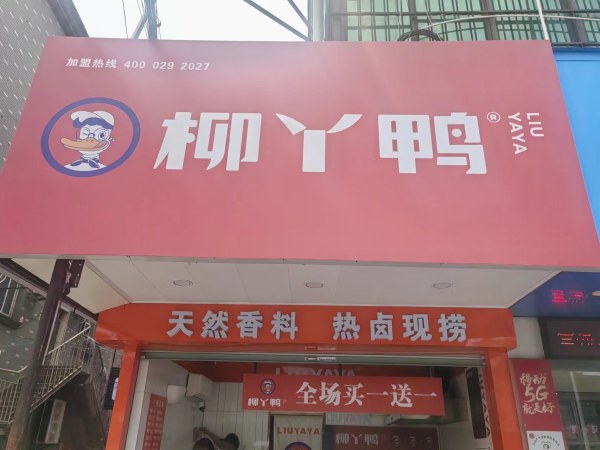 加盟热线 400 029 2027
柳丫鸭®
LIU
YAYA
天然香料 热卤现捞
柳丫鸭 全场买一送一
LIUYAYA
柳丫鸭
5G